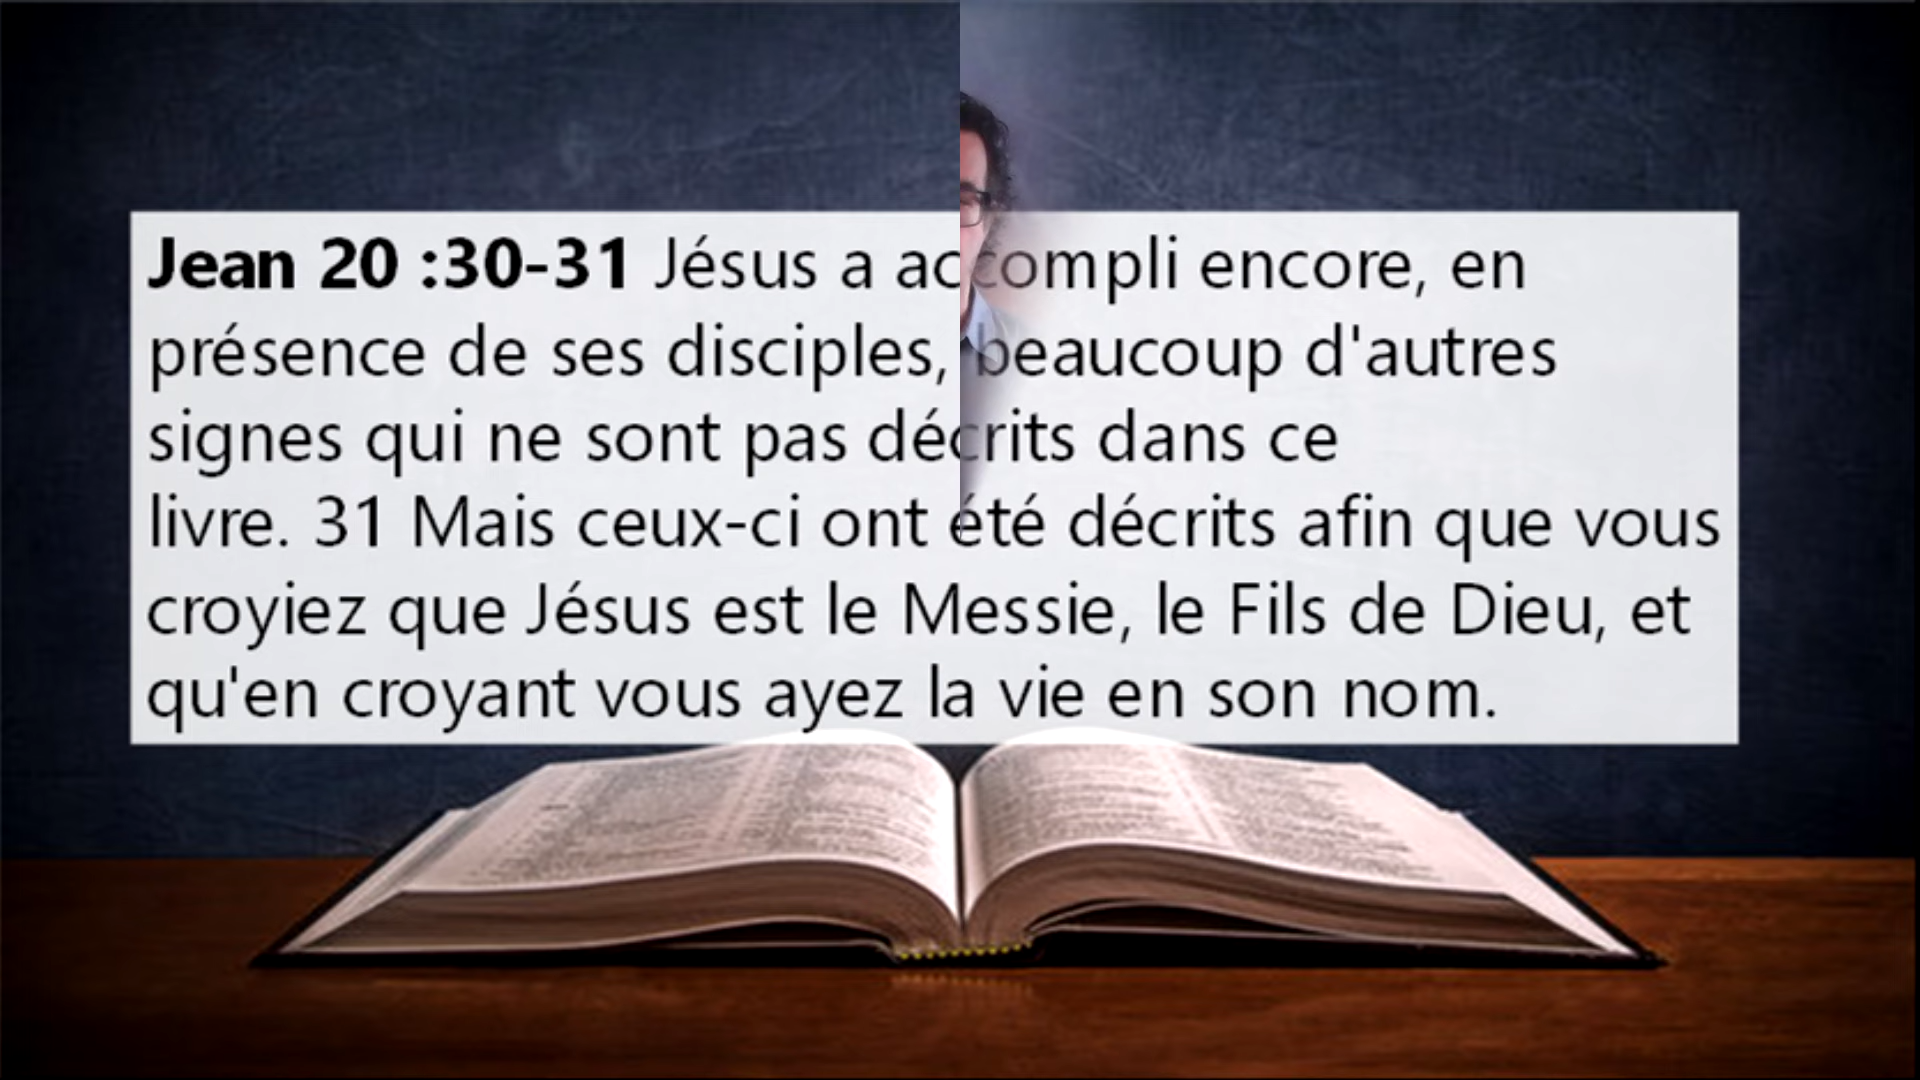 Jean 20 :30-31 Jésus a accompli encore, en
présence de ses disciples, beaucoup d'autres
signes qui ne sont pas décrits dans ce
livre. 31 Mais ceux-ci ont été décrits afin que vous
croyiez que Jésus est le Messie, le Fils de Dieu, et
qu'en croyant vous ayez la vie en son nom.